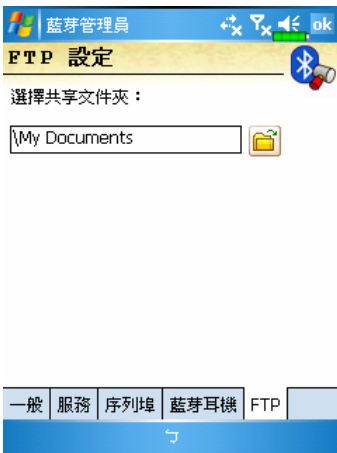 藍芽管理員 ok
FTP 設定
選擇共享文件夾：
\My Documents
一般 服務 序列埠 藍芽耳機 FTP
ㄅ